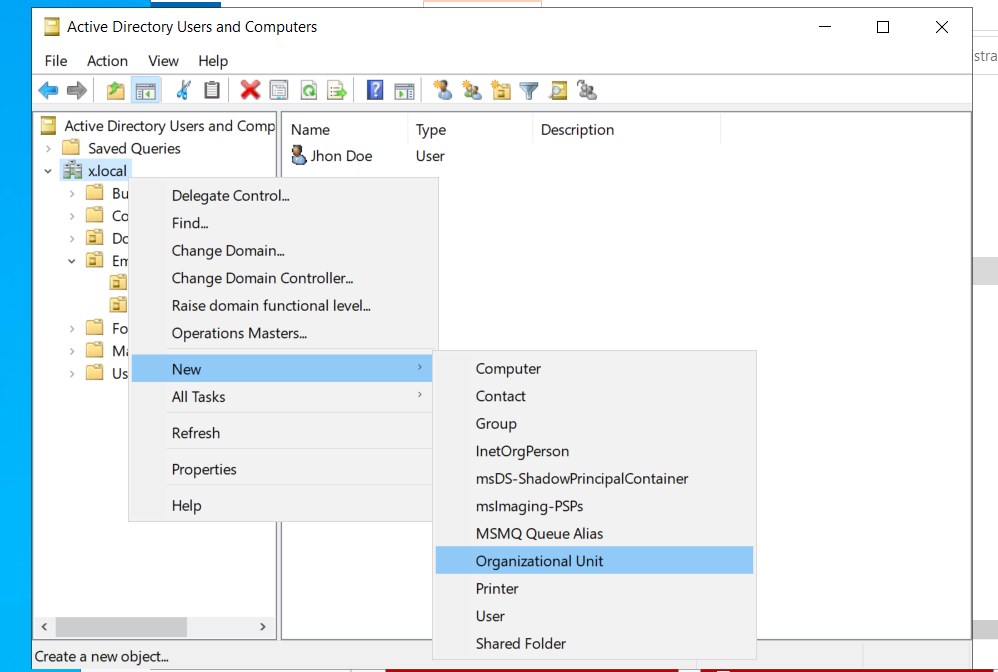 Active Directory Users and Computers
File Action View Help
stra
Active Directory Users and Comp
Name Type Description
Saved Queries
Jhon Doe User
x.local
Bu
Co
Do
Em
Fo
Ma
Us
Delegate Control...
Find...
Change Domain...
Change Domain Controller...
Raise domain functional level...
Operations Masters...
New
All Tasks
Refresh
Properties
Help
Computer
Contact
Group
InetOrgPerson
msDS-ShadowPrincipalContainer
msImaging-PSPs
MSMQ Queue Alias
Organizational Unit
Printer
User
Shared Folder
Create a new object...